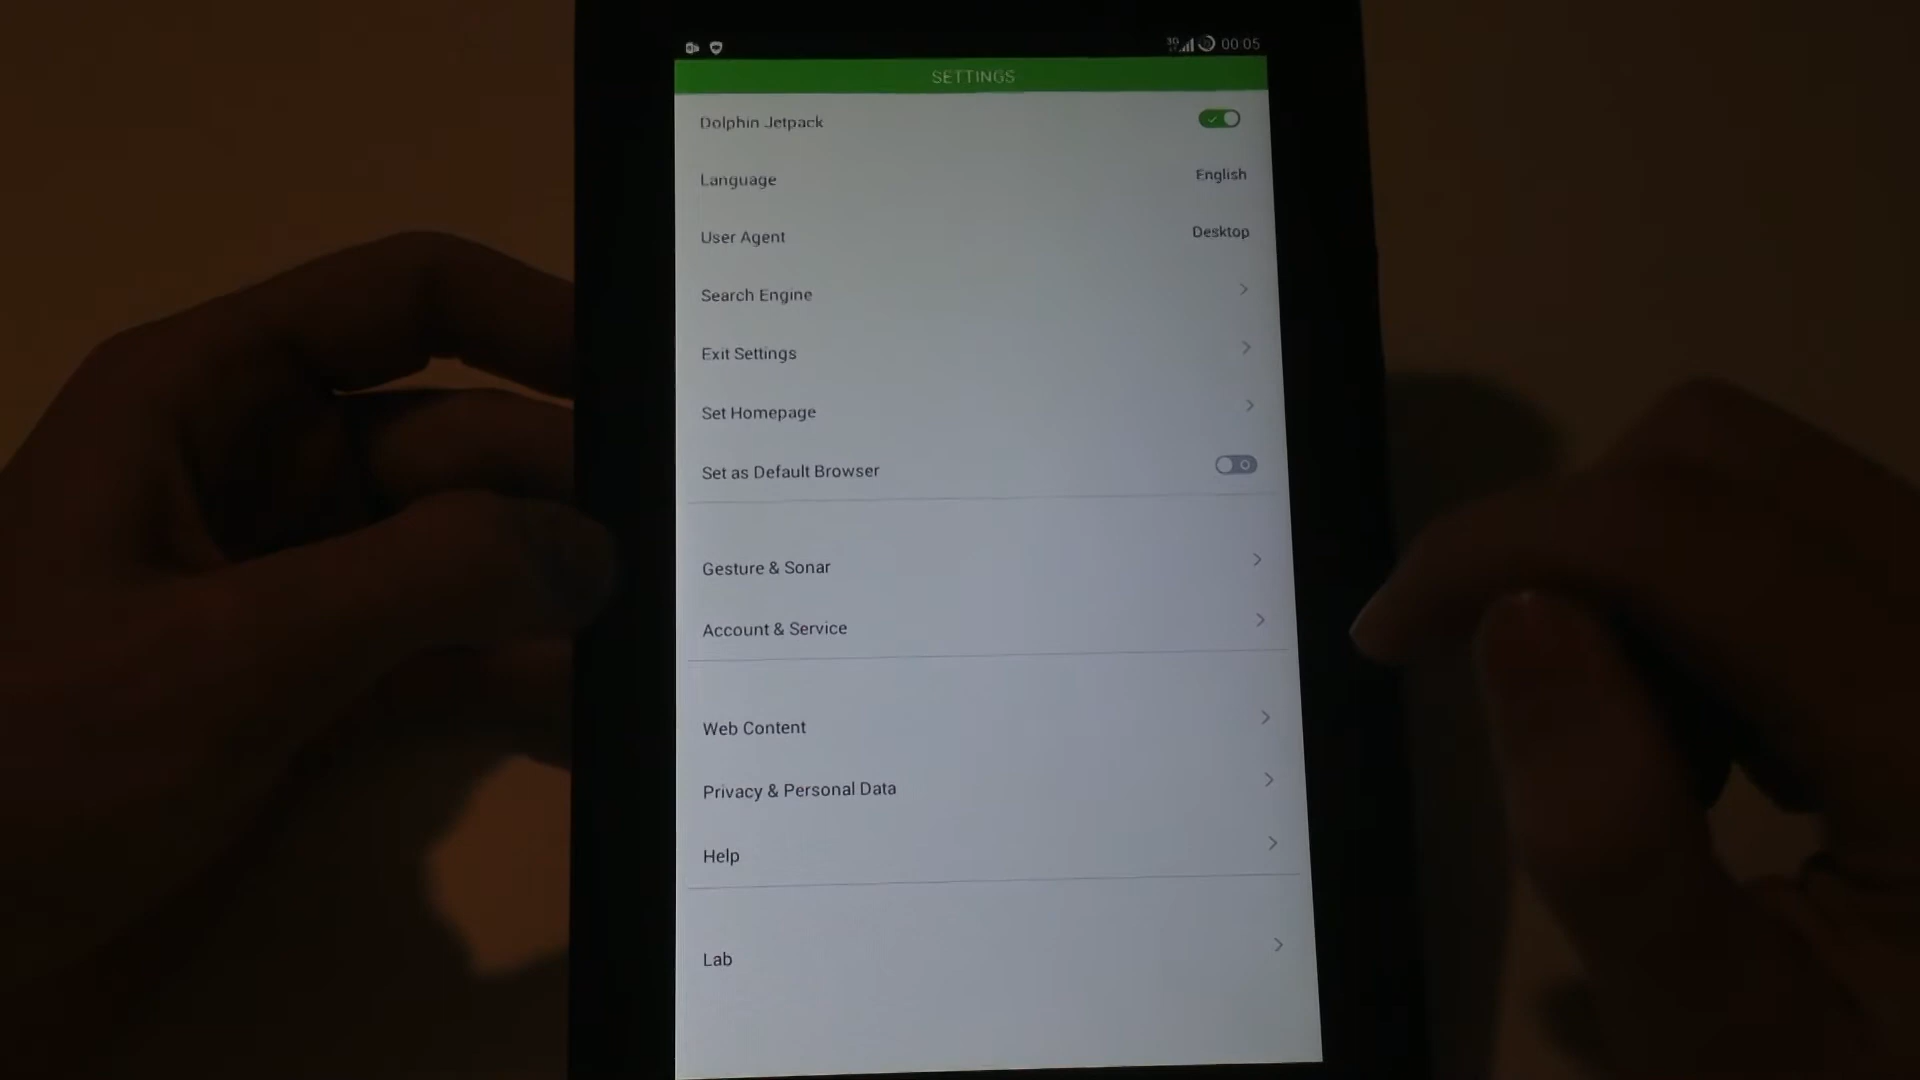 3G 00:05
SETTINGS
Dolphin Jetpack
Language English
User Agent Desktop
Search Engine
Exit Settings
Set Homepage
Set as Default Browser
Gesture & Sonar
Account & Service
Web Content
Privacy & Personal Data
Help
Lab